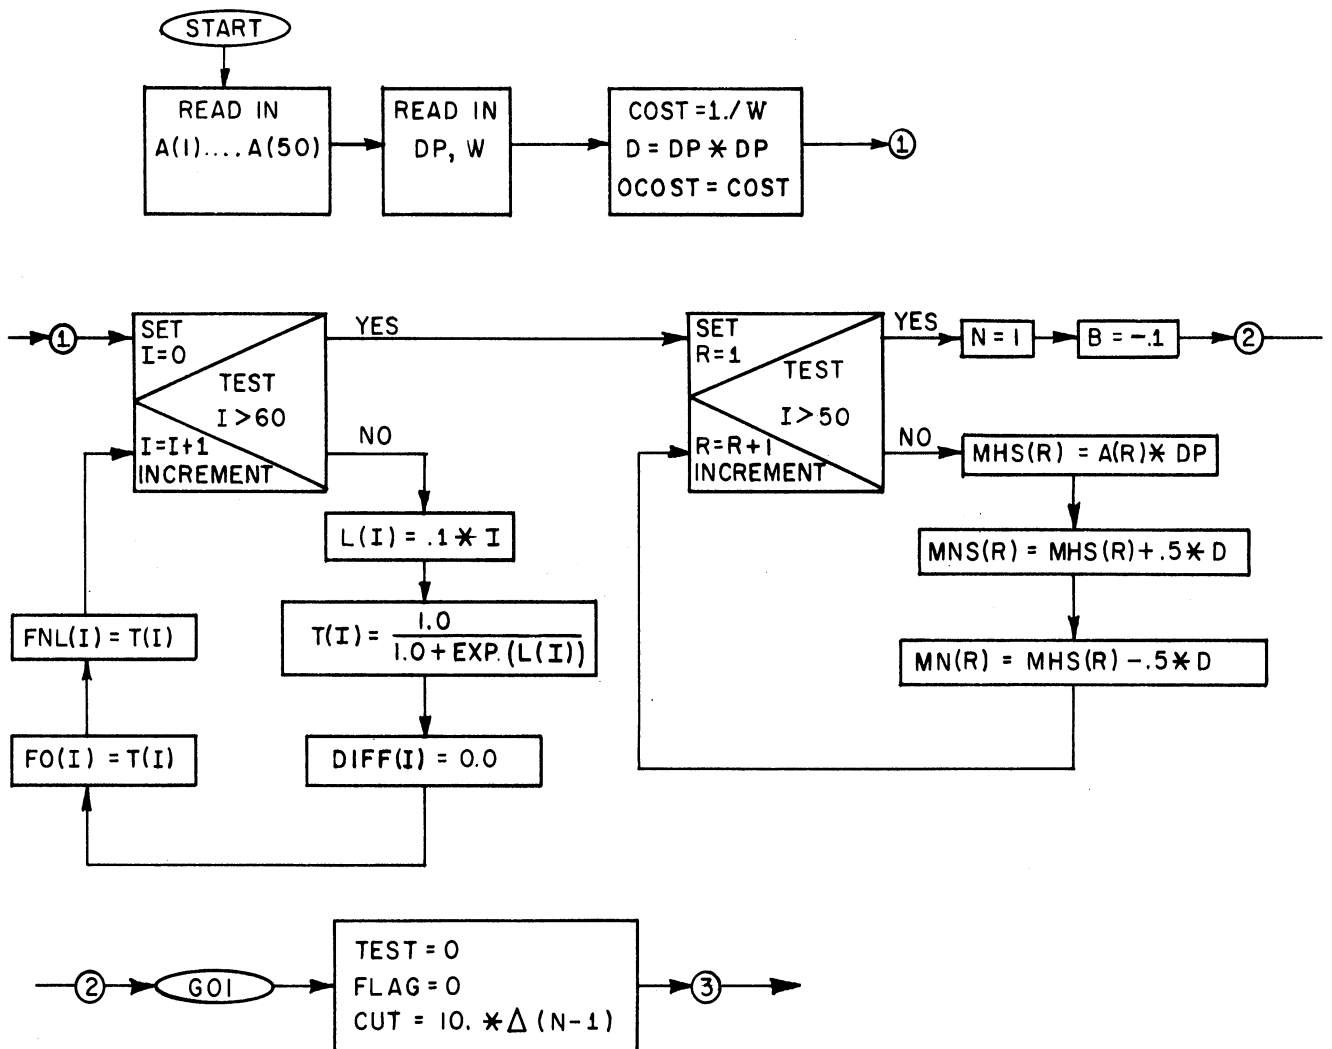 START
READ IN
A(1).... A(50)
READ IN
DP, W
COST =1./W
D = DP * DP
OCOST = COST
1
1
SET
I=0
TEST
I>60
I=I+1
INCREMENT
YES
NO
L(I) = .1 * I
T(I) = 1.0
1.0 + EXP. (L(I))
DIFF(I) = 0.0
FO(I) = T(I)
FNL(I) = T(I)
SET
R=1
TEST
I>50
R=R+1
INCREMENT
YES
NO
N = 1
B = -.1
2
MHS(R) = A(R)* DP
MNS(R) = MHS(R)+.5* D
MN(R) = MHS(R) -.5* D
2
GO1
TEST = 0
FLAG = 0
CUT = 10. *Δ (N-1)
3